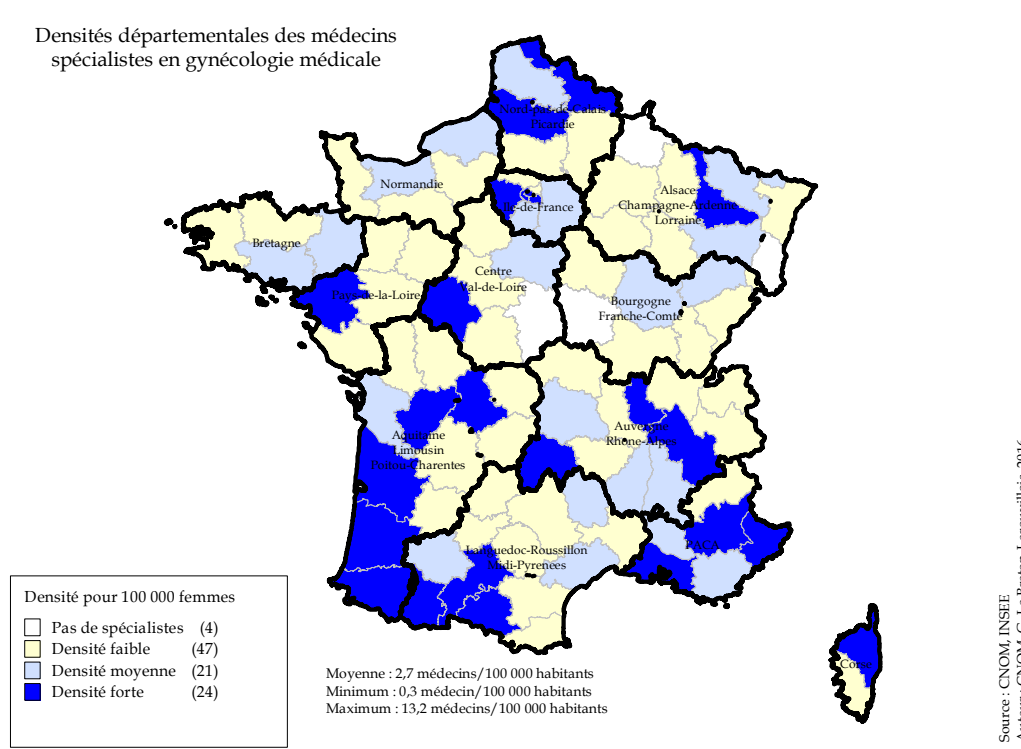 Densités départementales des médecins
spécialistes en gynécologie médicale
Nord-pas-de-Calais
Picardie
Normandie
Ile-de-France
Alsace
Champagne-Ardenne
Lorraine
Bretagne
Pays-de-la-Loire
Centre
Val-de-Loire
Bourgogne
Franche-Comté
Aquitaine
Limousin
Poitou-Charentes
Auvergne
Rhone-Alpes
Languedoc-Roussillon
Midi-Pyrenees
PACA
Corse
Densité pour 100 000 femmes
Pas de spécialistes (4)
Densité faible (47)
Densité moyenne (21)
Densité forte (24)
Moyenne : 2,7 médecins/100 000 habitants
Minimum : 0,3 médecin/100 000 habitants
Maximum : 13,2 médecins/100 000 habitants
Source : CNOM, INSEE